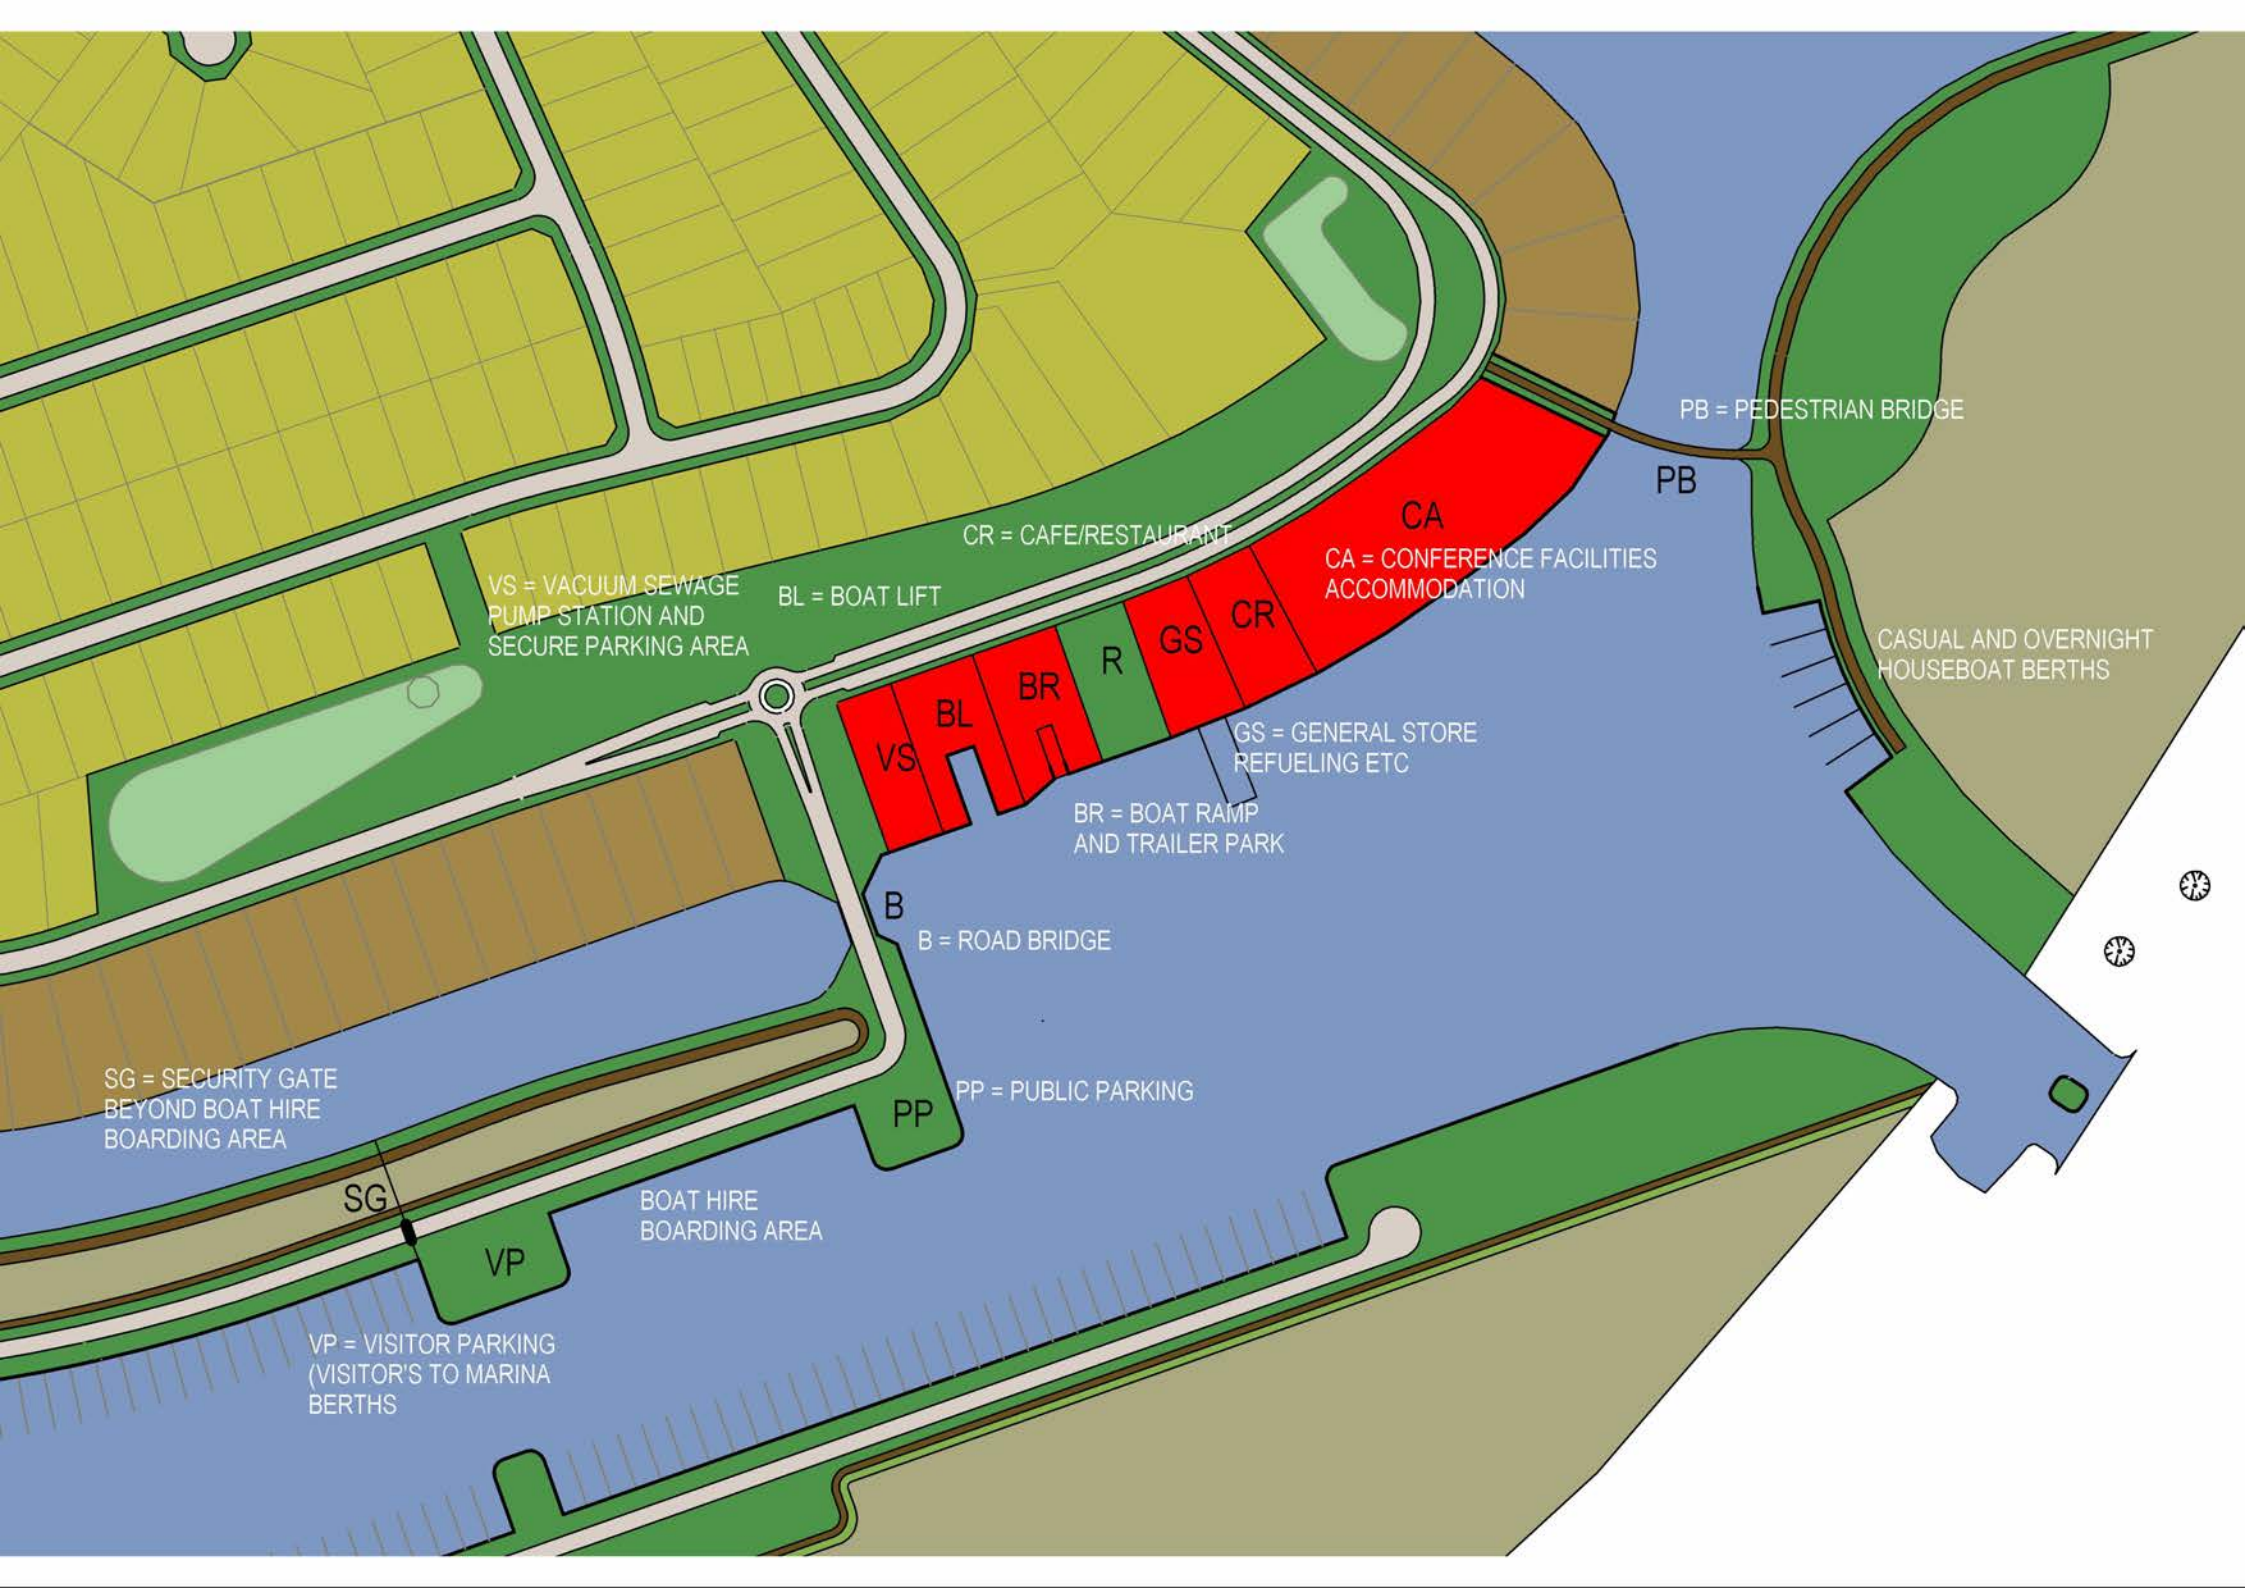 PB = PEDESTRIAN BRIDGE
PB
CA
CR = CAFE/RESTAURANT
CA = CONFERENCE FACILITIES
ACCOMMODATION
VS = VACUUM SEWAGE
PUMP STATION AND
SECURE PARKING AREA
BL = BOAT LIFT
CR
GS
R
BR
BL
VS
CASUAL AND OVERNIGHT
HOUSEBOAT BERTHS
GS = GENERAL STORE
REFUELING ETC
BR = BOAT RAMP
AND TRAILER PARK
B
B = ROAD BRIDGE
SG = SECURITY GATE
BEYOND BOAT HIRE
BOARDING AREA
PP = PUBLIC PARKING
PP
SG
BOAT HIRE
BOARDING AREA
VP
VP = VISITOR PARKING
(VISITOR'S TO MARINA
BERTHS